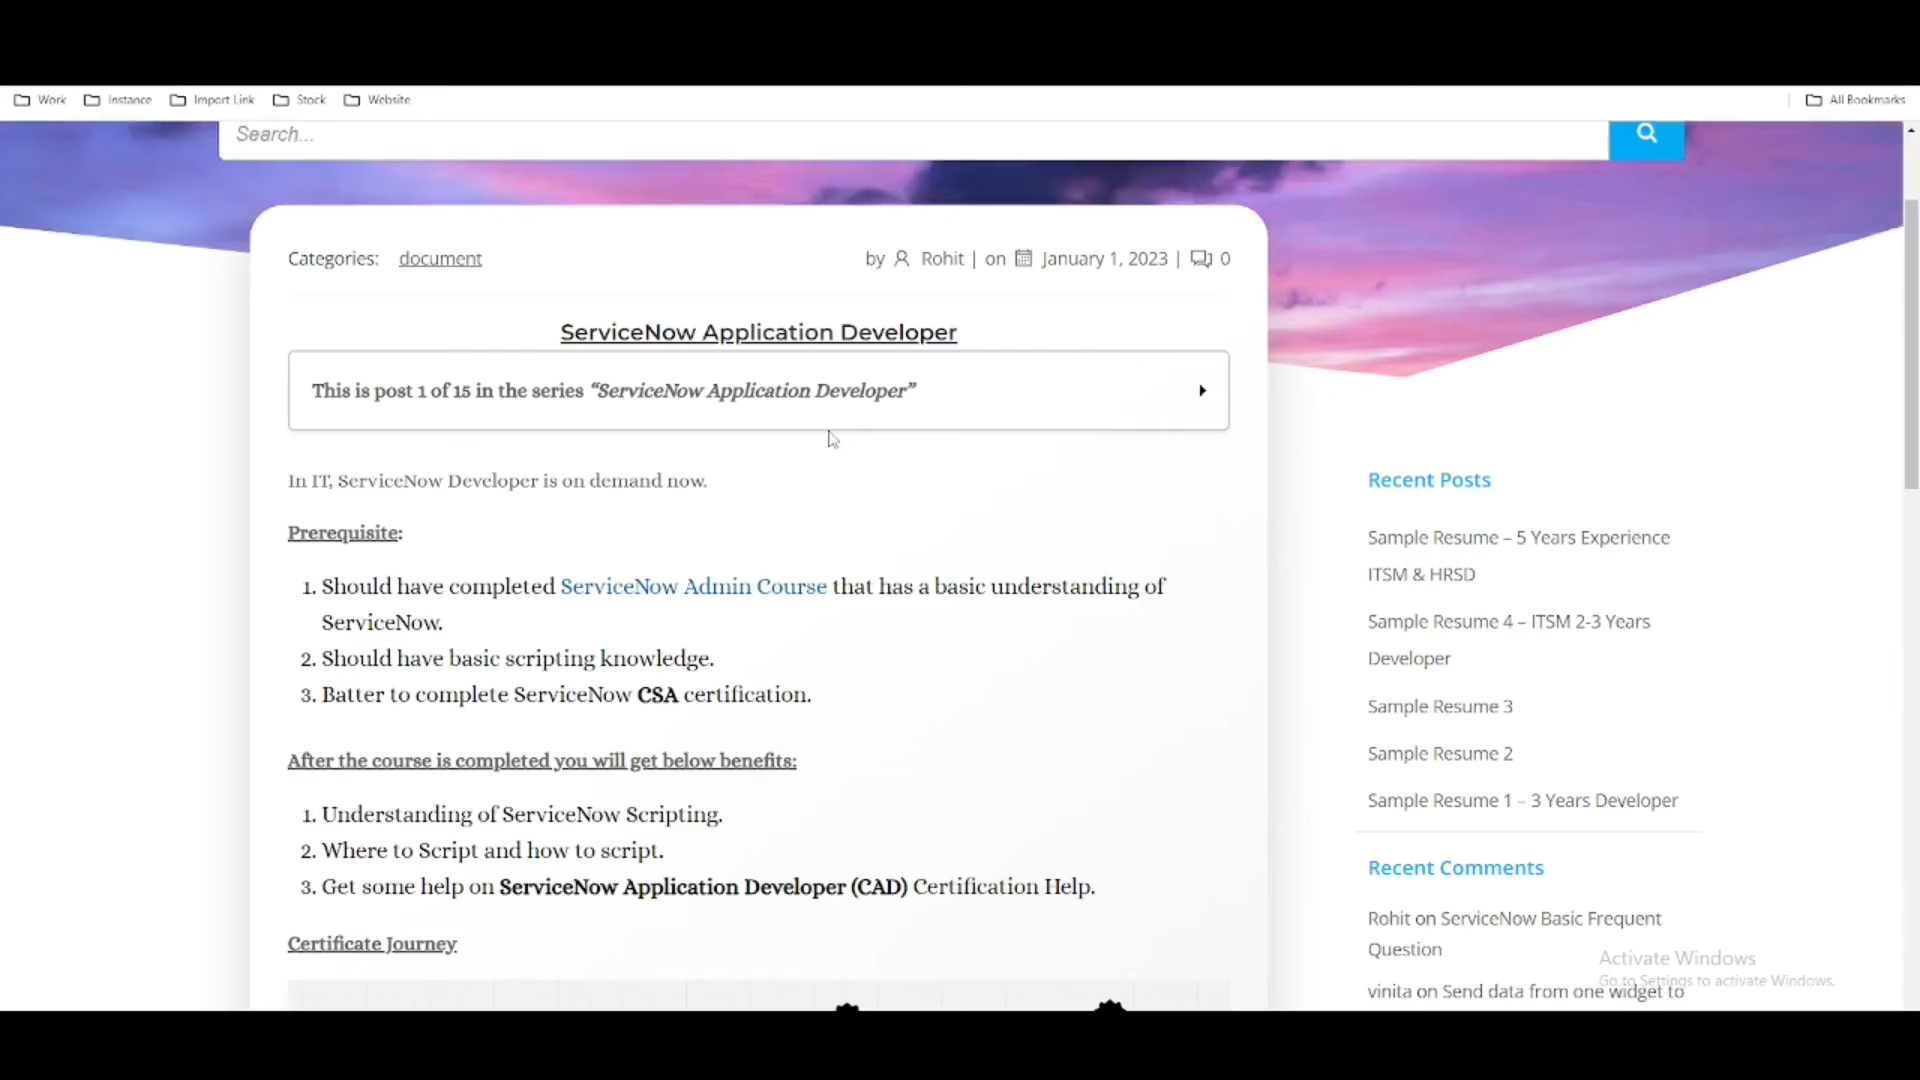 Work Instance Import Link Stock Website All Bookmarks
Search...
Categories: document by Rohit | on January 1, 2023 | 0
ServiceNow Application Developer
This is post 1 of 15 in the series “ServiceNow Application Developer”
In IT, ServiceNow Developer is on demand now.
Prerequisite:
1. Should have completed ServiceNow Admin Course that has a basic understanding of
ServiceNow.
2. Should have basic scripting knowledge.
3. Batter to complete ServiceNow CSA certification.
After the course is completed you will get below benefits:
1. Understanding of ServiceNow Scripting.
2. Where to Script and how to script.
3. Get some help on ServiceNow Application Developer (CAD) Certification Help.
Certificate Journey
Recent Posts
Sample Resume – 5 Years Experience
ITSM & HRSD
Sample Resume 4 – ITSM 2-3 Years
Developer
Sample Resume 3
Sample Resume 2
Sample Resume 1 – 3 Years Developer
Recent Comments
Rohit on ServiceNow Basic Frequent
Question
vinita on Send data from one widget to
Activate Windows
Go to Settings to activate Windows.